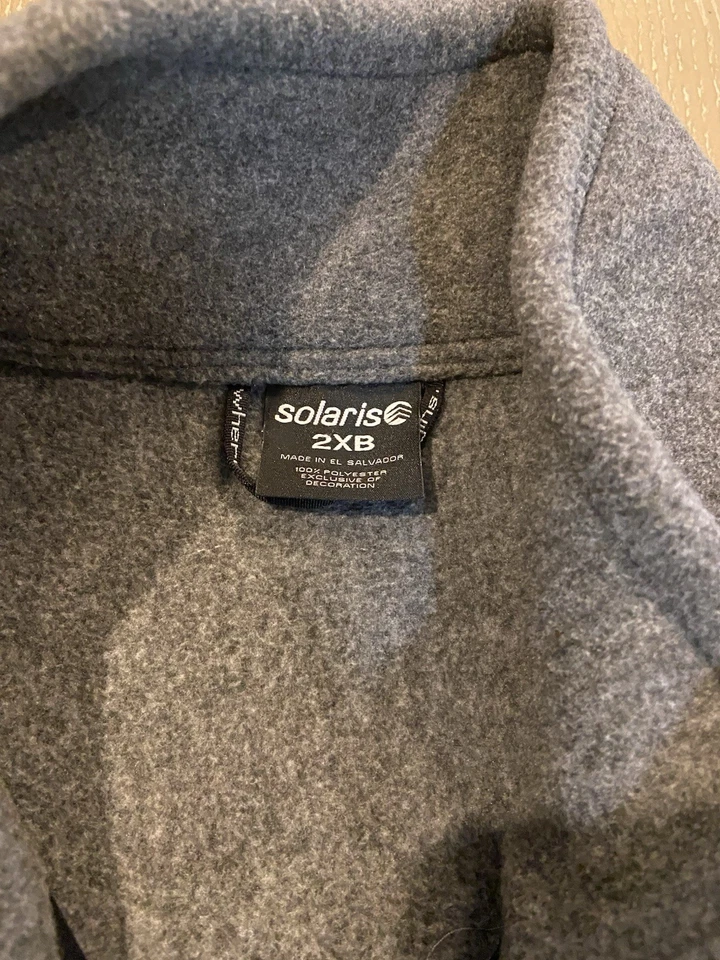 solaris
2XB
MADE IN EL SALVADOR
100% POLYESTER
EXCLUSIVE OF
DECORATION